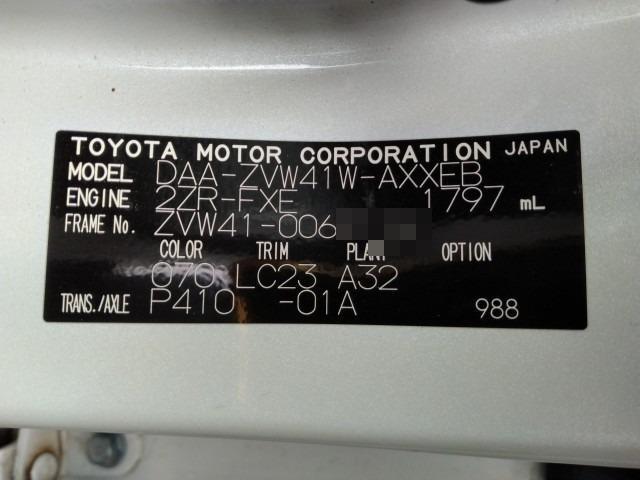 TOYOTA MOTOR CORPORATION JAPAN
MODEL DAA-ZVW41W-AXXEB
ENGINE 2ZR-FXE 1797 mL
FRAME No. ZVW41-006
COLOR TRIM PLANT OPTION
070 LC23 A32
TRANS./AXLE P410 -01A 988